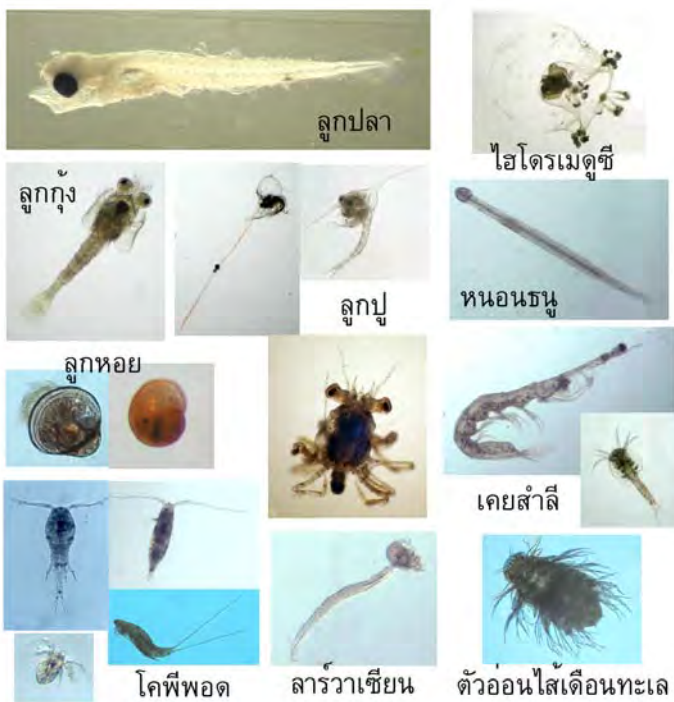 ลูกปลา
ไฮโดรเมดูซี
ลูกกุ้ง
ลูกปู
หนอนธนู
ลูกหอย
เคยสำลี
โคพีพอด
ลาร์วาเซียน
ตัวอ่อนไส้เดือนทะเล